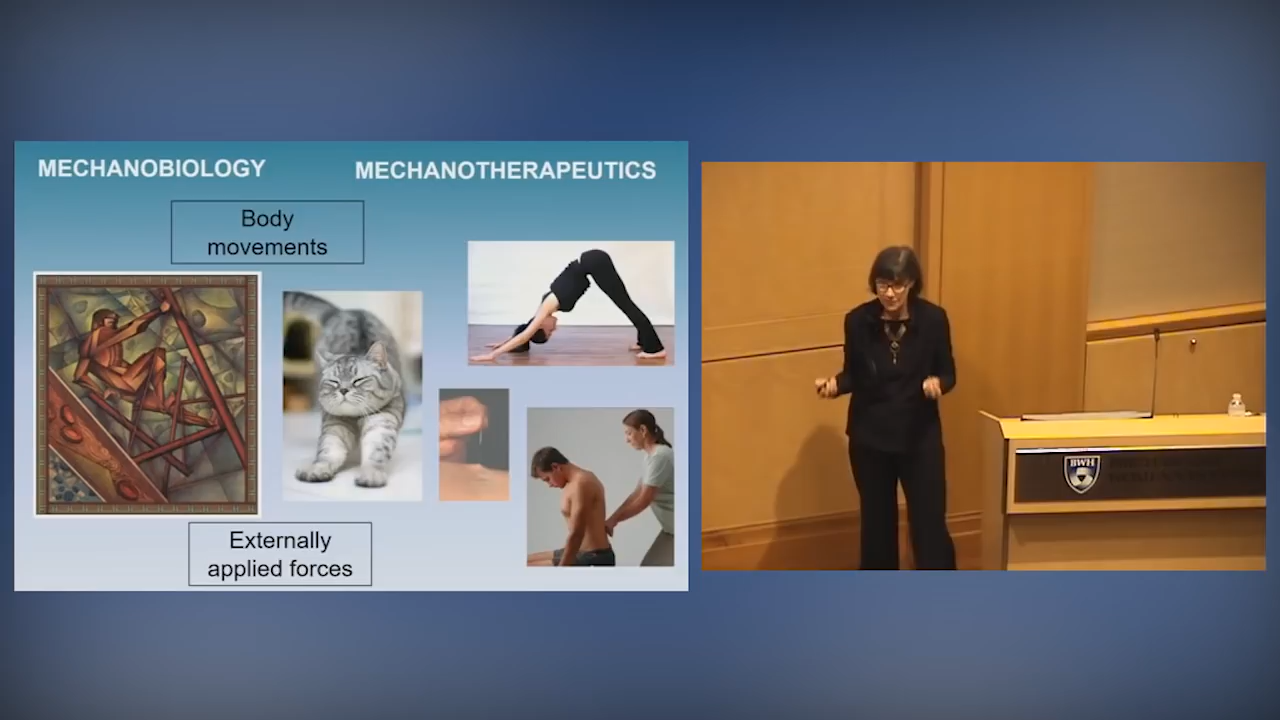 MECHANOBIOLOGY
MECHANOTHERAPEUTICS
Body
movements
Externally
applied forces
BWH